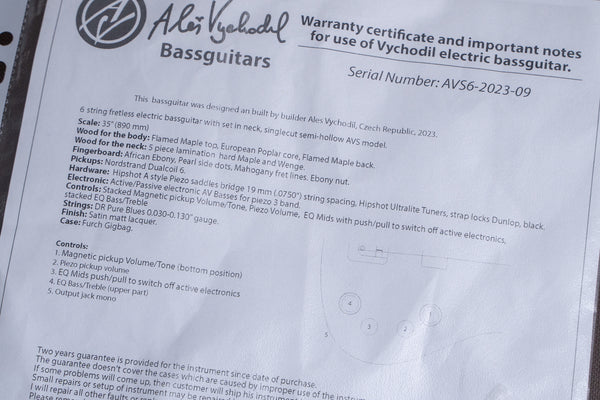 Aleš Vychodil
Bassguitars
Warranty certificate and important notes
for use of Vychodil electric bassguitar.
Serial Number: AVS6-2023-09
This bassguitar was designed an built by builder Ales Vychodil, Czech Republic, 2023.
6 string fretless electric bassguitar with set in neck, singlecut semi-hollow AVS model.
Scale: 35" (890 mm)
Wood for the body: Flamed Maple top, European Poplar core, Flamed Maple back.
Wood for the neck: 5 piece lamination hard Maple and Wenge.
Fingerboard: African Ebony, Pearl side dots, Mahogany fret lines, Ebony nut.
Pickups: Nordstrand Dualcoil 6.
Hardware: Hipshot A style Piezo saddles bridge 19 mm (.0750") string spacing, Hipshot Ultralite Tuners, strap locks Dunlop, black.
Electronic: Active/Passive electronic AV Basses for piezo 3 band.
Controls: Stacked Magnetic pickup Volume/Tone, Piezo Volume, EQ Mids with push/pull to switch off active electronics,
stacked EQ Bass/Treble
Strings: DR Pure Blues 0.030-0.130" gauge.
Finish: Satin matt lacquer.
Case: Furch Gigbag.
Controls:
1. Magnetic pickup Volume/Tone (bottom position)
2. Piezo pickup volume
3. EQ Mids push/pull to switch off active electronics
4. EQ Bass/Treble (upper part)
5. Output jack mono
4
3
2
1
5
Two years guarantee is provided for the instrument since date of purchase.
The guarantee doesn't cover the cases which are caused by improper use of the instrum
If some problems will come up, then customer will ship his instrument
Small repairs or setup of instrument may be
I will repair all other faults or
Please